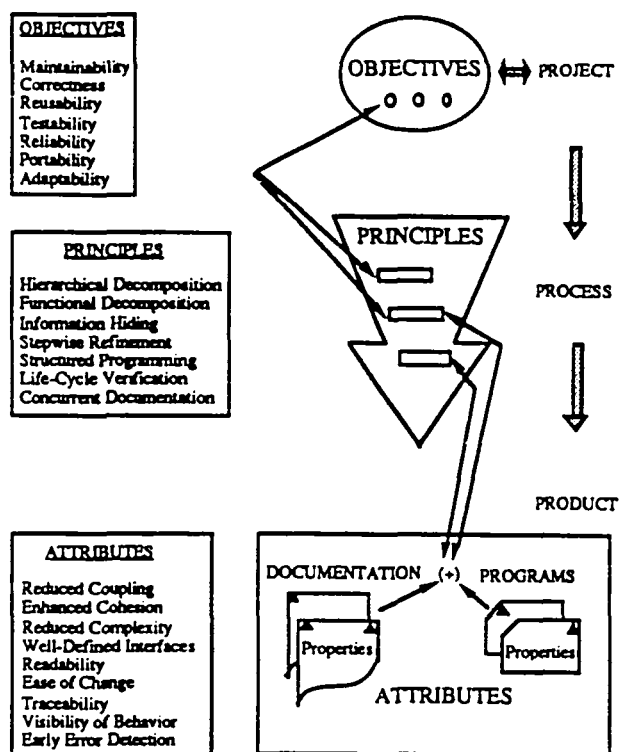 OBJECTIVES
Maintainability
Correctness
Reusability
Testability
Reliability
Portability
Adaptability
OBJECTIVES
PROJECT
PRINCIPLES
Hierarchical Decomposition
Functional Decomposition
Information Hiding
Stepwise Refinement
Structured Programming
Life-Cycle Verification
Concurrent Documentation
PRINCIPLES
PROCESS
PRODUCT
ATTRIBUTES
Reduced Coupling
Enhanced Cohesion
Reduced Complexity
Well-Defined Interfaces
Readability
Ease of Change
Traceability
Visibility of Behavior
Early Error Detection
DOCUMENTATION (+) PROGRAMS
Properties
Properties
ATTRIBUTES